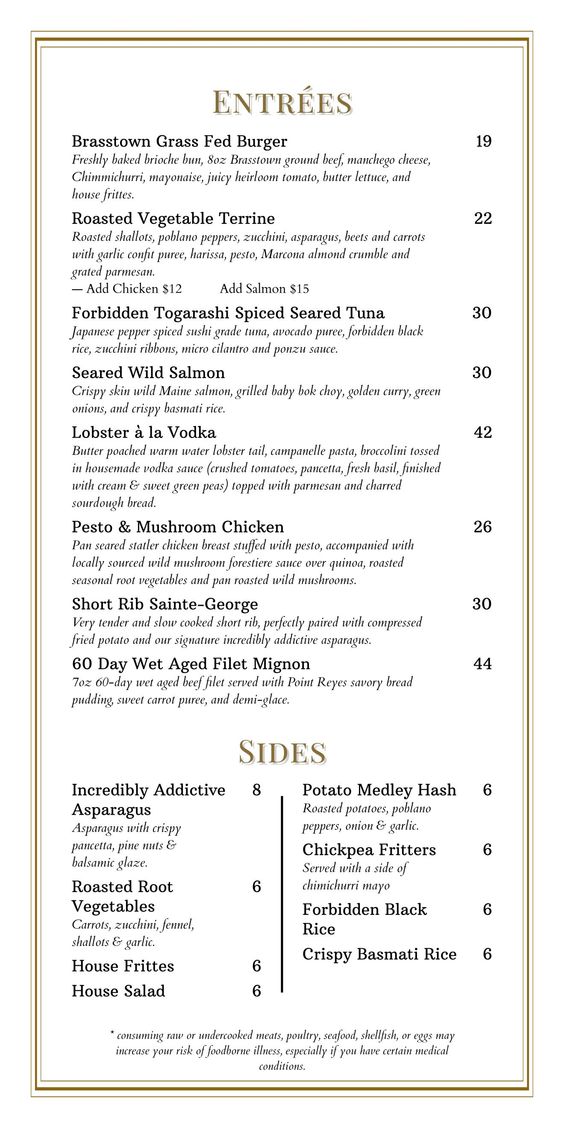 ENTRÉES
Brasstown Grass Fed Burger 19
Freshly baked brioche bun, 8oz Brasstown ground beef, manchego cheese,
Chimmichurri, mayonaise, juicy heirloom tomato, butter lettuce, and
house frittes.
Roasted Vegetable Terrine 22
Roasted shallots, poblano peppers, zucchini, asparagus, beets and carrots
with garlic confit puree, harissa, pesto, Marcona almond crumble and
grated parmesan.
— Add Chicken $12 Add Salmon $15
Forbidden Togarashi Spiced Seared Tuna 30
Japanese pepper spiced sushi grade tuna, avocado puree, forbidden black
rice, zucchini ribbons, micro cilantro and ponzu sauce.
Seared Wild Salmon 30
Crispy skin wild Maine salmon, grilled baby bok choy, golden curry, green
onions, and crispy basmati rice.
Lobster à la Vodka 42
Butter poached warm water lobster tail, campanelle pasta, broccolini tossed
in housemade vodka sauce (crushed tomatoes, pancetta, fresh basil, finished
with cream & sweet green peas) topped with parmesan and charred
sourdough bread.
Pesto & Mushroom Chicken 26
Pan seared statler chicken breast stuffed with pesto, accompanied with
locally sourced wild mushroom forestiere sauce over quinoa, roasted
seasonal root vegetables and pan roasted wild mushrooms.
Short Rib Sainte-George 30
Very tender and slow cooked short rib, perfectly paired with compressed
fried potato and our signature incredibly addictive asparagus.
60 Day Wet Aged Filet Mignon 44
7oz 60-day wet aged beef filet served with Point Reyes savory bread
pudding, sweet carrot puree, and demi-glace.
SIDES
Incredibly Addictive 8
Asparagus
Asparagus with crispy
pancetta, pine nuts &
balsamic glaze.
Roasted Root 6
Vegetables
Carrots, zucchini, fennel,
shallots & garlic.
House Frittes 6
House Salad 6
Potato Medley Hash 6
Roasted potatoes, poblano
peppers, onion & garlic.
Chickpea Fritters 6
Served with a side of
chimichurri mayo
Forbidden Black 6
Rice
Crispy Basmati Rice 6
* consuming raw or undercooked meats, poultry, seafood, shellfish, or eggs may
increase your risk of foodborne illness, especially if you have certain medical
conditions.